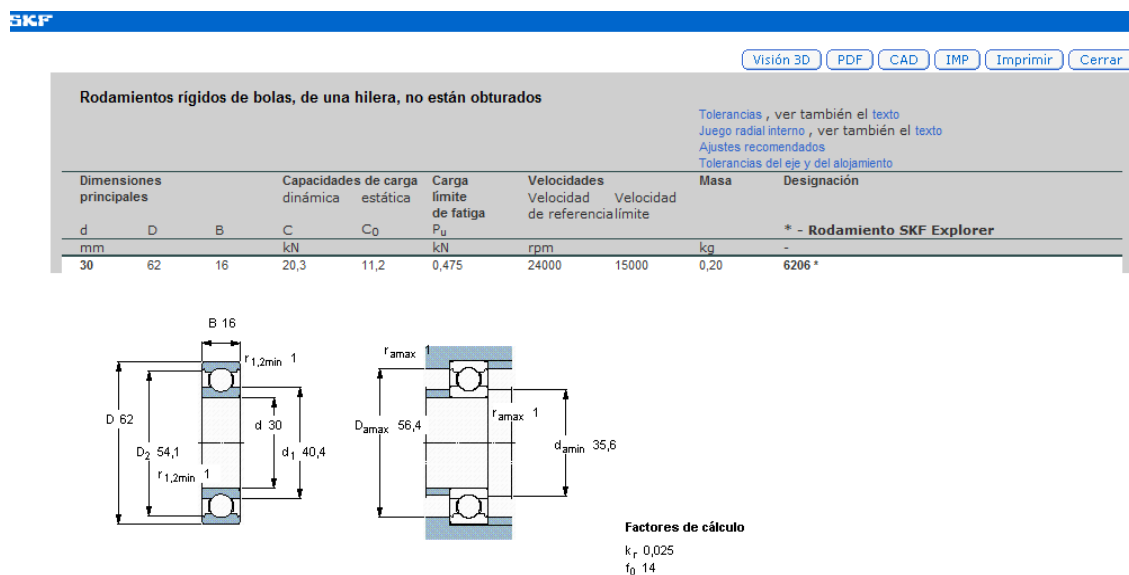 SKF
Visión 3D PDF CAD IMP Imprimir Cerrar
Rodamientos rígidos de bolas, de una hilera, no están obturados
Tolerancias , ver también el texto
Juego radial interno , ver también el texto
Ajustes recomendados
Tolerancias del eje y del alojamiento
Dimensiones Capacidades de carga Carga Velocidades Masa Designación
principales dinámica estática límite Velocidad Velocidad
de fatiga de referencia límite
d D B C C0 Pu * - Rodamiento SKF Explorer
mm kN kN rpm kg -
30 62 16 20,3 11,2 0,475 24000 15000 0,20 6206 *
B 16
r1,2min 1
ramax 1
D 62
d 30
Damax 56,4
ramax 1
D2 54,1
d1 40,4
damin 35,6
r1,2min 1
Factores de cálculo
kr 0,025
f0 14